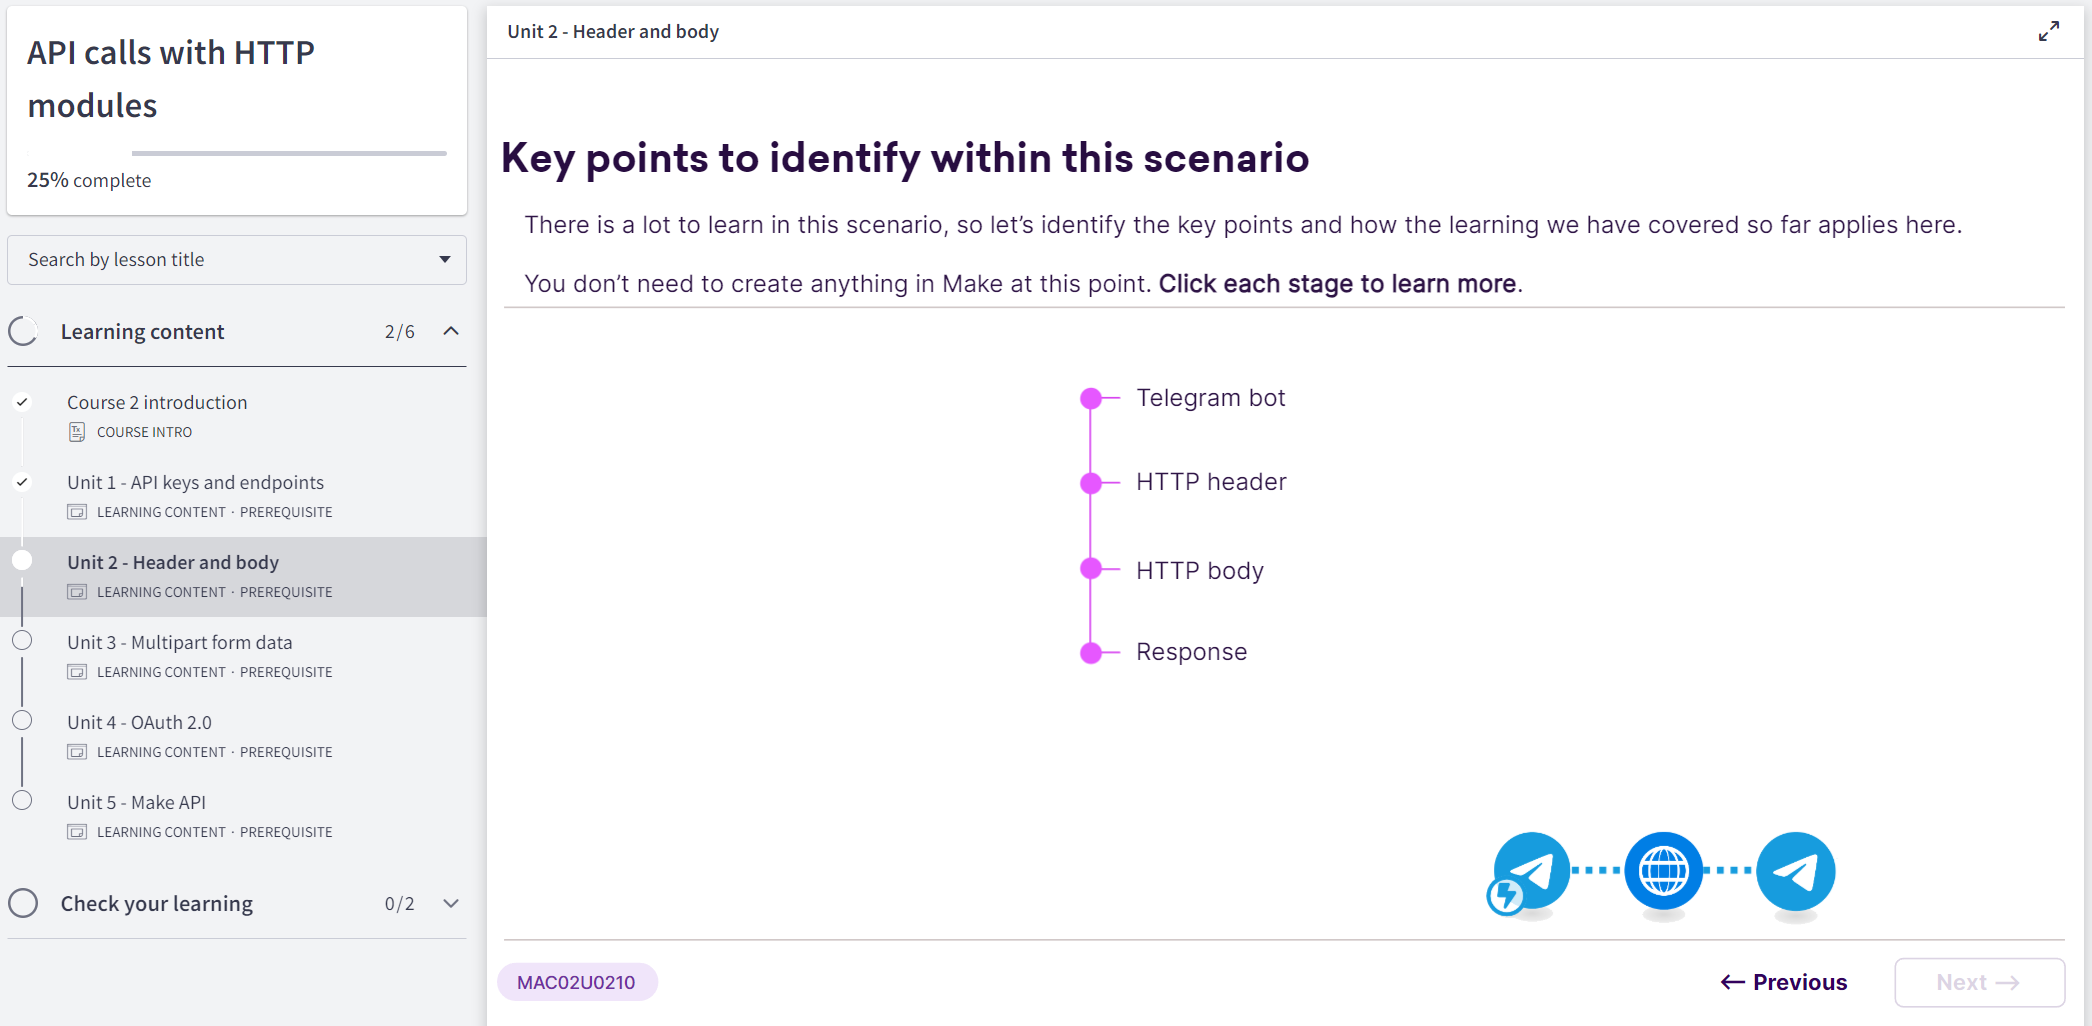 API calls with HTTP
modules
25% complete
Search by lesson title
Learning content 2/6
Course 2 introduction
COURSE INTRO
Unit 1 - API keys and endpoints
LEARNING CONTENT · PREREQUISITE
Unit 2 - Header and body
LEARNING CONTENT · PREREQUISITE
Unit 3 - Multipart form data
LEARNING CONTENT · PREREQUISITE
Unit 4 - OAuth 2.0
LEARNING CONTENT · PREREQUISITE
Unit 5 - Make API
LEARNING CONTENT · PREREQUISITE
Check your learning 0/2
Unit 2 - Header and body
Key points to identify within this scenario
There is a lot to learn in this scenario, so let’s identify the key points and how the learning we have covered so far applies here.
You don’t need to create anything in Make at this point. Click each stage to learn more.
Telegram bot
HTTP header
HTTP body
Response
MAC02U0210
← Previous
Next →